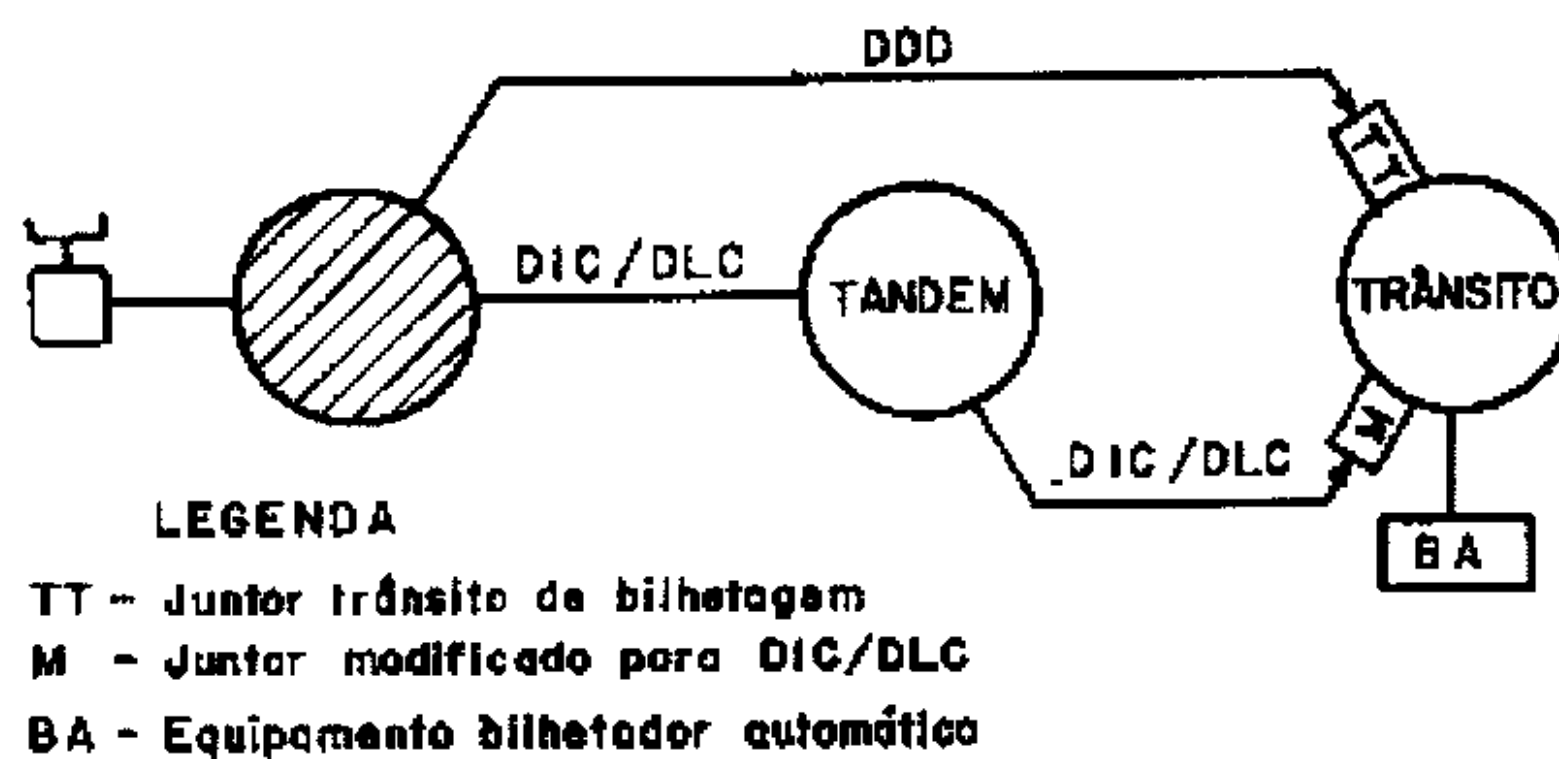 DDD
TT
DIC/DLC
TANDEM
TRÂNSITO
M
DIC/DLC
BA
LEGENDA
TT - Juntor trânsito de bilhetagem
M - Juntor modificado para DIC/DLC
BA - Equipamento bilhetador automático